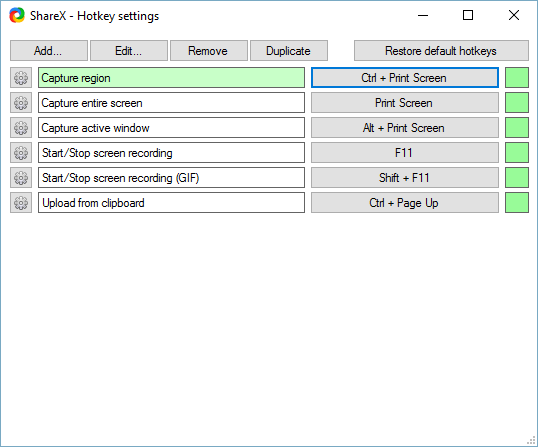 ShareX - Hotkey settings
Add... Edit... Remove Duplicate Restore default hotkeys
Capture region Ctrl + Print Screen
Capture entire screen Print Screen
Capture active window Alt + Print Screen
Start/Stop screen recording F11
Start/Stop screen recording (GIF) Shift + F11
Upload from clipboard Ctrl + Page Up